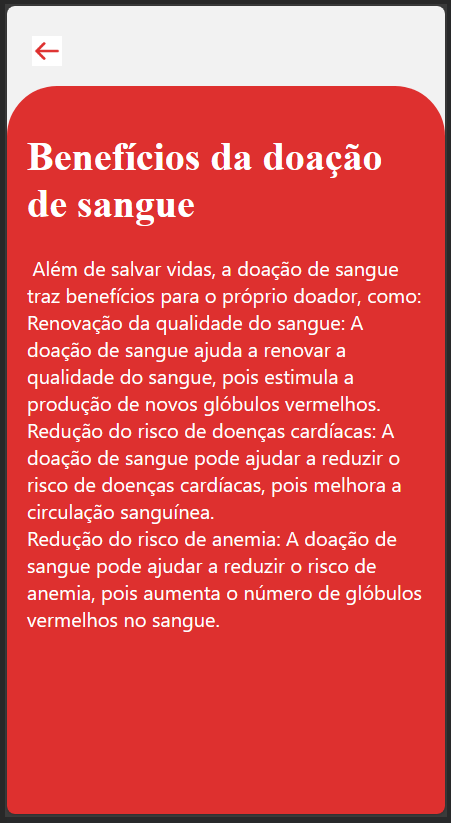 Benefícios da doação
de sangue
Além de salvar vidas, a doação de sangue
traz benefícios para o próprio doador, como:
Renovação da qualidade do sangue: A
doação de sangue ajuda a renovar a
qualidade do sangue, pois estimula a
produção de novos glóbulos vermelhos.
Redução do risco de doenças cardíacas: A
doação de sangue pode ajudar a reduzir o
risco de doenças cardíacas, pois melhora a
circulação sanguínea.
Redução do risco de anemia: A doação de
sangue pode ajudar a reduzir o risco de
anemia, pois aumenta o número de glóbulos
vermelhos no sangue.